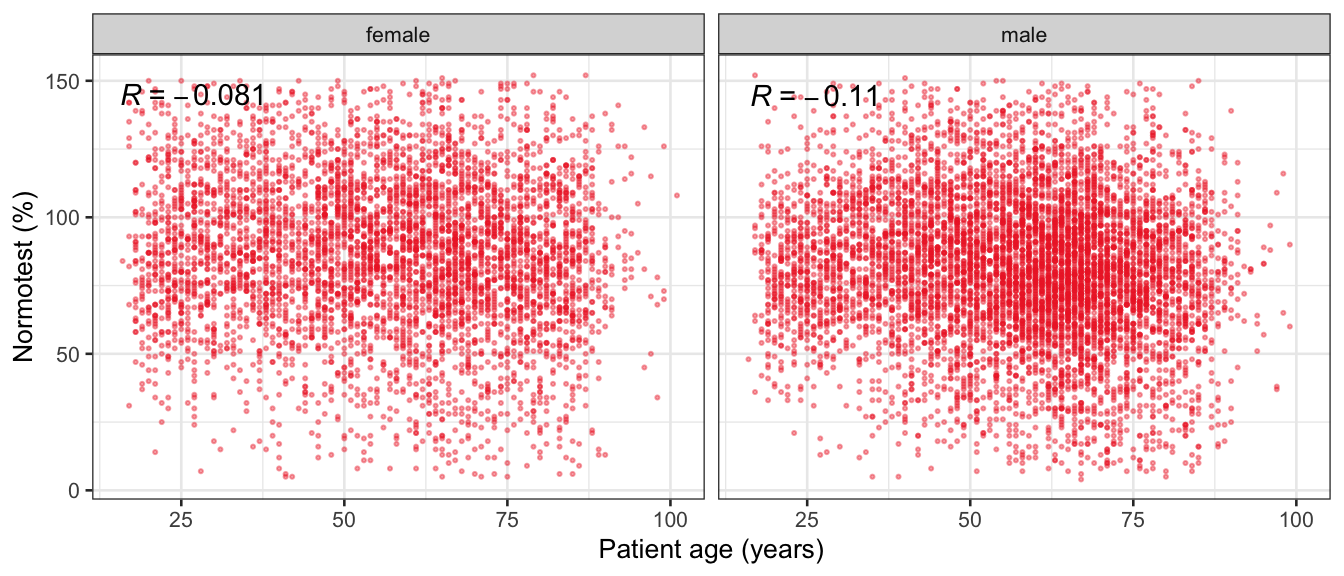 female
male
Normotest (%)
150
100
50
0
R = −0.081
R = −0.11
25 50 75 100
25 50 75 100
Patient age (years)